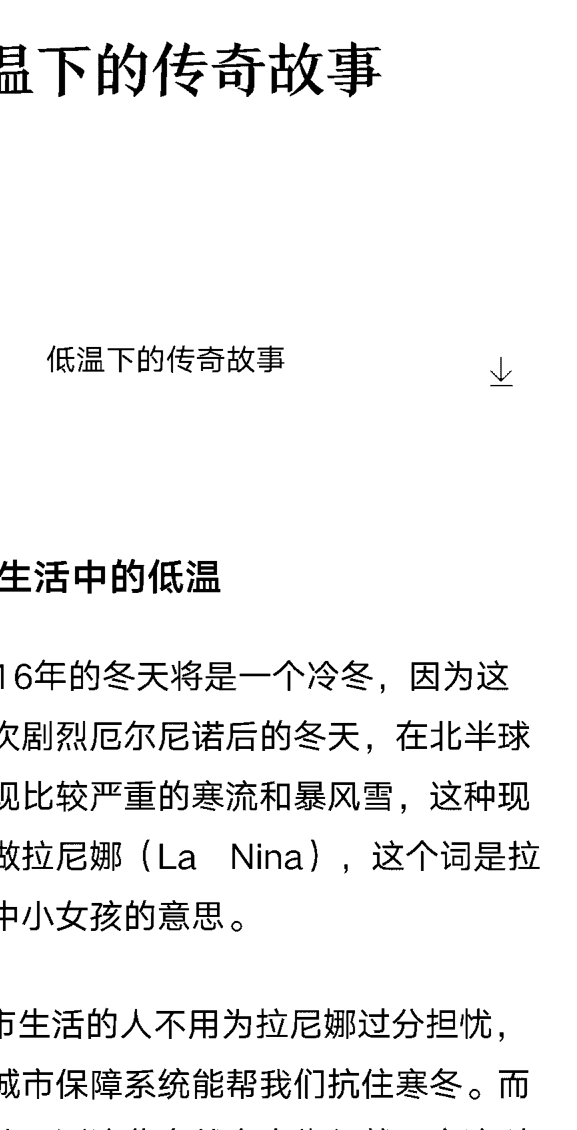 温下的传奇故事
低温下的传奇故事
生活中的低温
16年的冬天将是一个冷冬，因为这
次剧烈厄尔尼诺后的冬天，在北半球
现比较严重的寒流和暴风雪，这种现
做拉尼娜（La Nina），这个词是拉
中小女孩的意思。
市生活的人不用为拉尼娜过分担忧，
城市保障系统能帮我们抗住寒冬。而